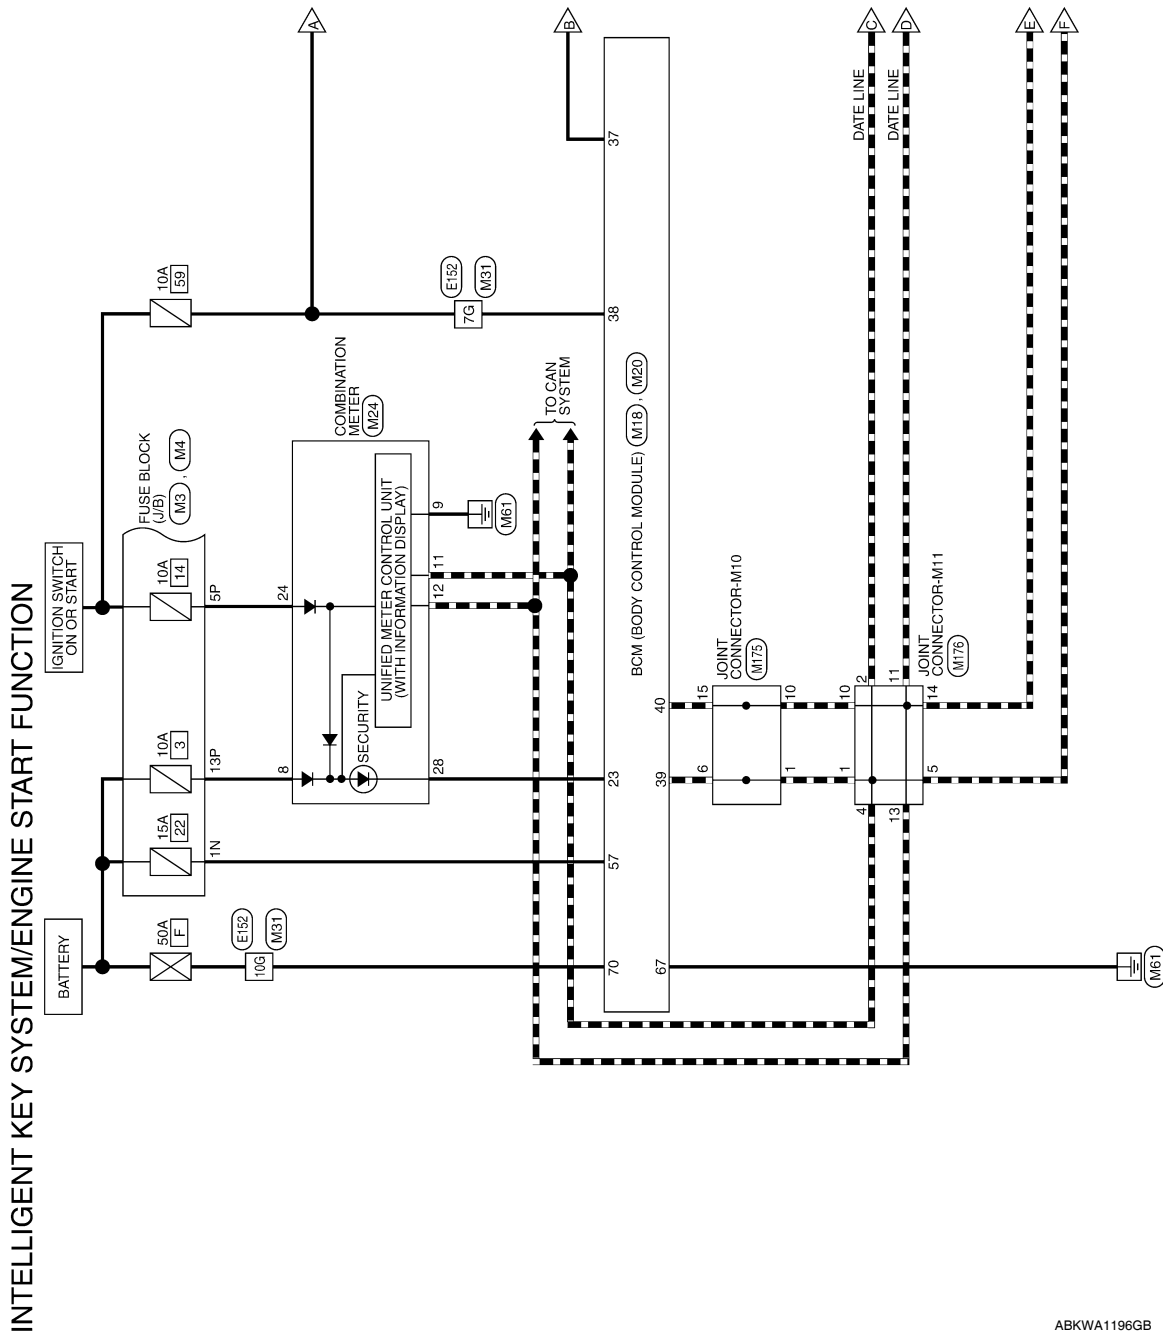 INTELLIGENT KEY SYSTEM/ENGINE START FUNCTION
BATTERY
IGNITION SWITCH
ON OR START
50A
F
15A
22
10A
3
10A
14
10A
59
FUSE BLOCK
(J/B)
M3 , M4
1N
13P
5P
E152
10G
M31
A
8
24
COMBINATION
METER
M24
SECURITY
UNIFIED METER CONTROL UNIT
(WITH INFORMATION DISPLAY)
28
12
11
9
M61
E152
7G
M31
TO CAN
SYSTEM
B
70
57
23
38
37
BCM (BODY CONTROL MODULE) M18 , M20
67
39
40
6
15
JOINT
CONNECTOR-M10
M175
1
10
1
10
4
2
13
11
5
14
JOINT
CONNECTOR-M11
M176
DATE LINE
C
DATE LINE
D
E
F
M61
ABKWA1196GB